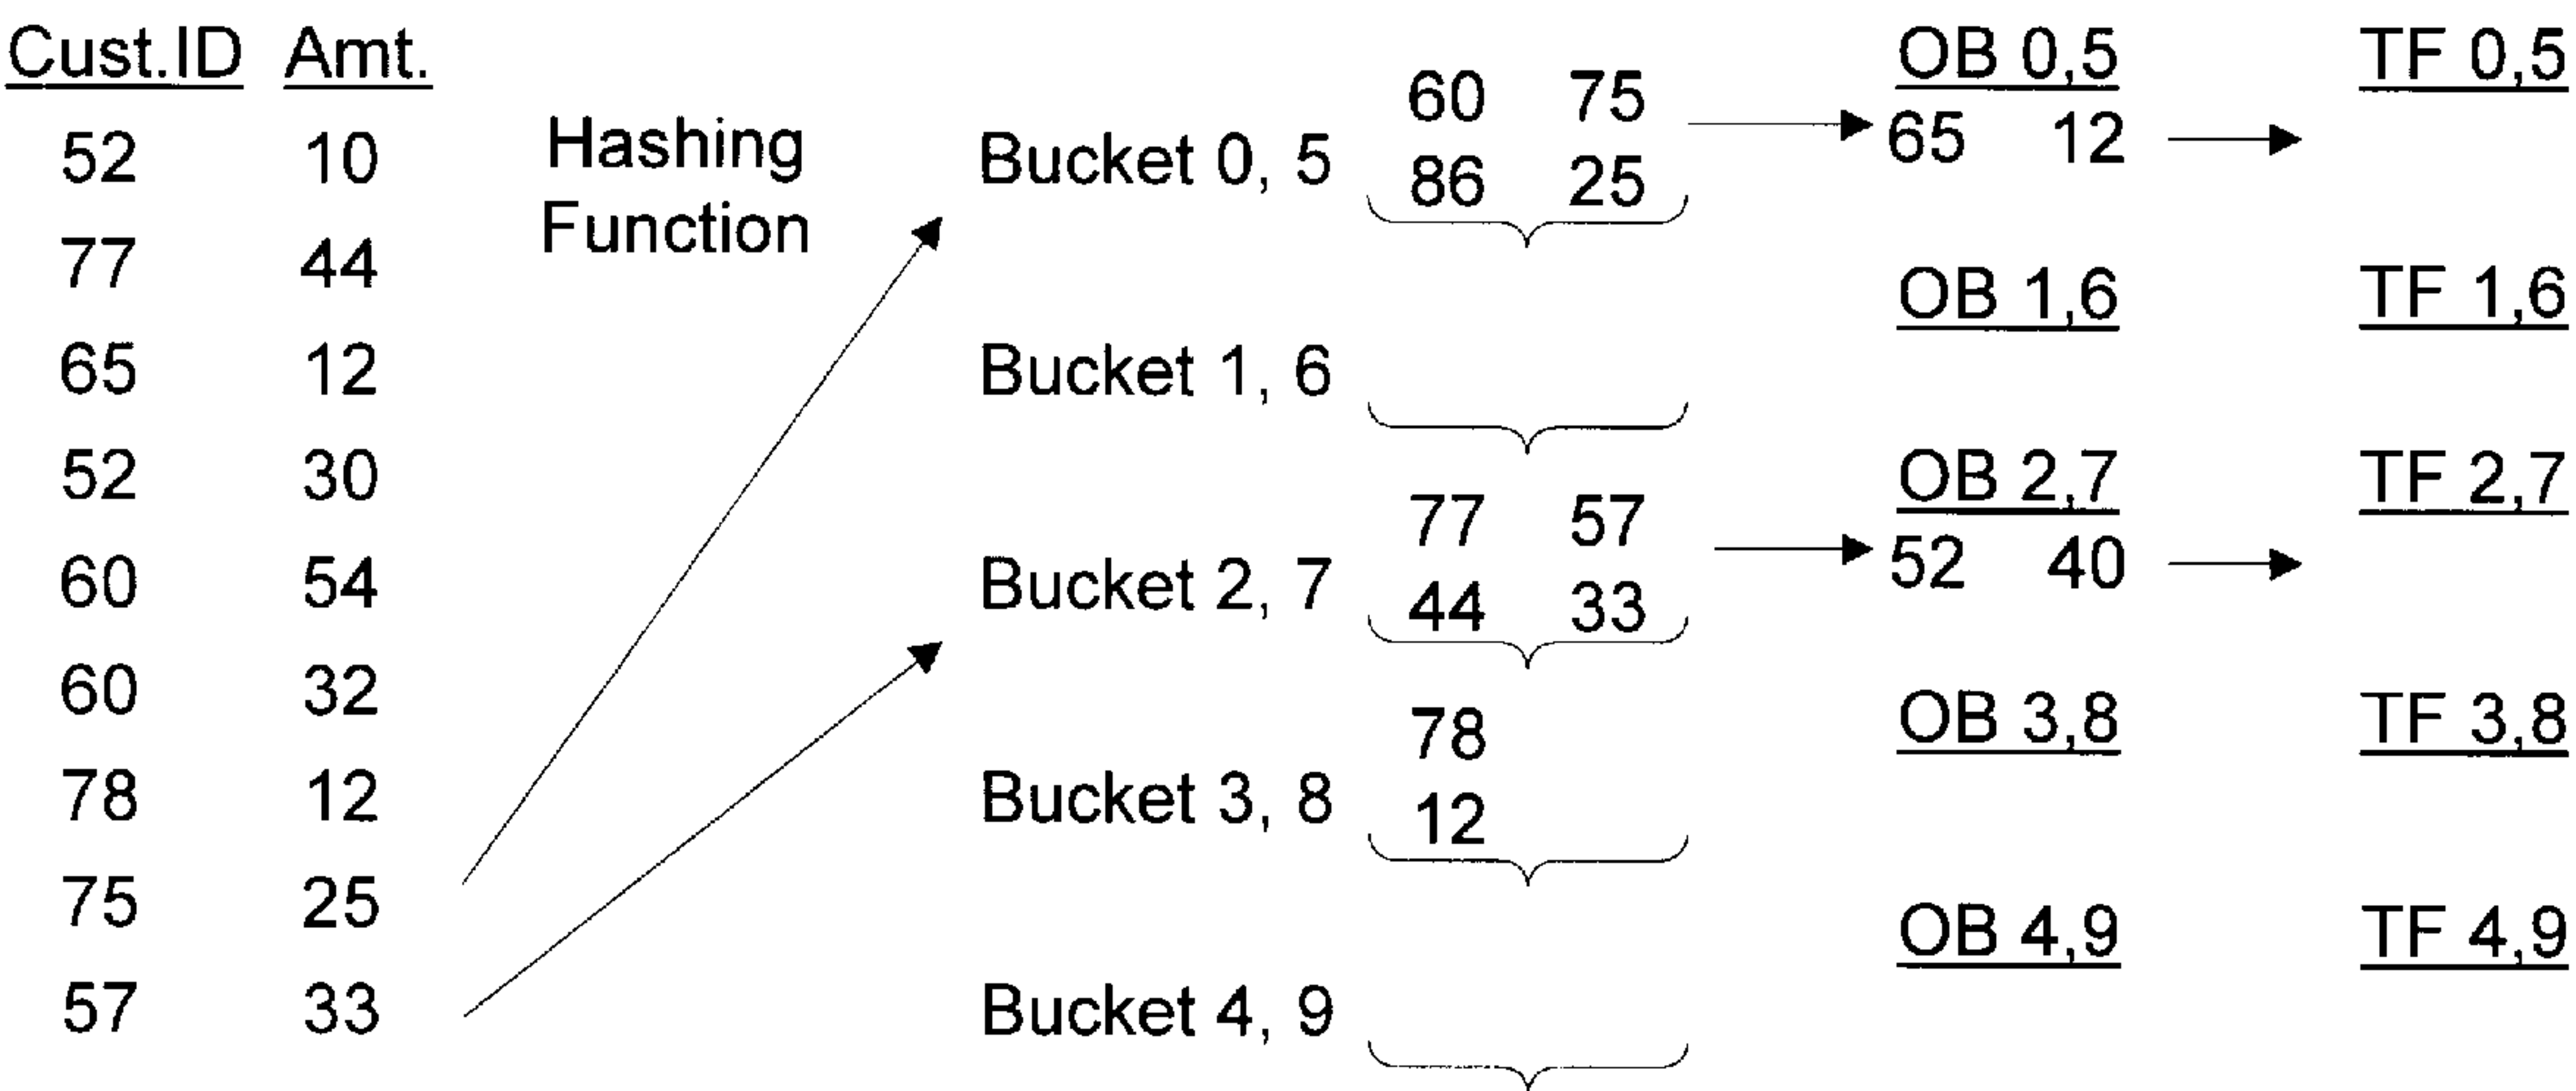 Cust.ID Amt.
52 10
77 44
65 12
52 30
60 54
60 32
78 12
75 25
57 33
Hashing
Function
Bucket 0, 5
60 75
86 25
Bucket 1, 6
Bucket 2, 7
77 57
44 33
Bucket 3, 8
78
12
Bucket 4, 9
OB 0,5
65 12
OB 1,6
OB 2,7
52 40
OB 3,8
OB 4,9
TF 0,5
TF 1,6
TF 2,7
TF 3,8
TF 4,9